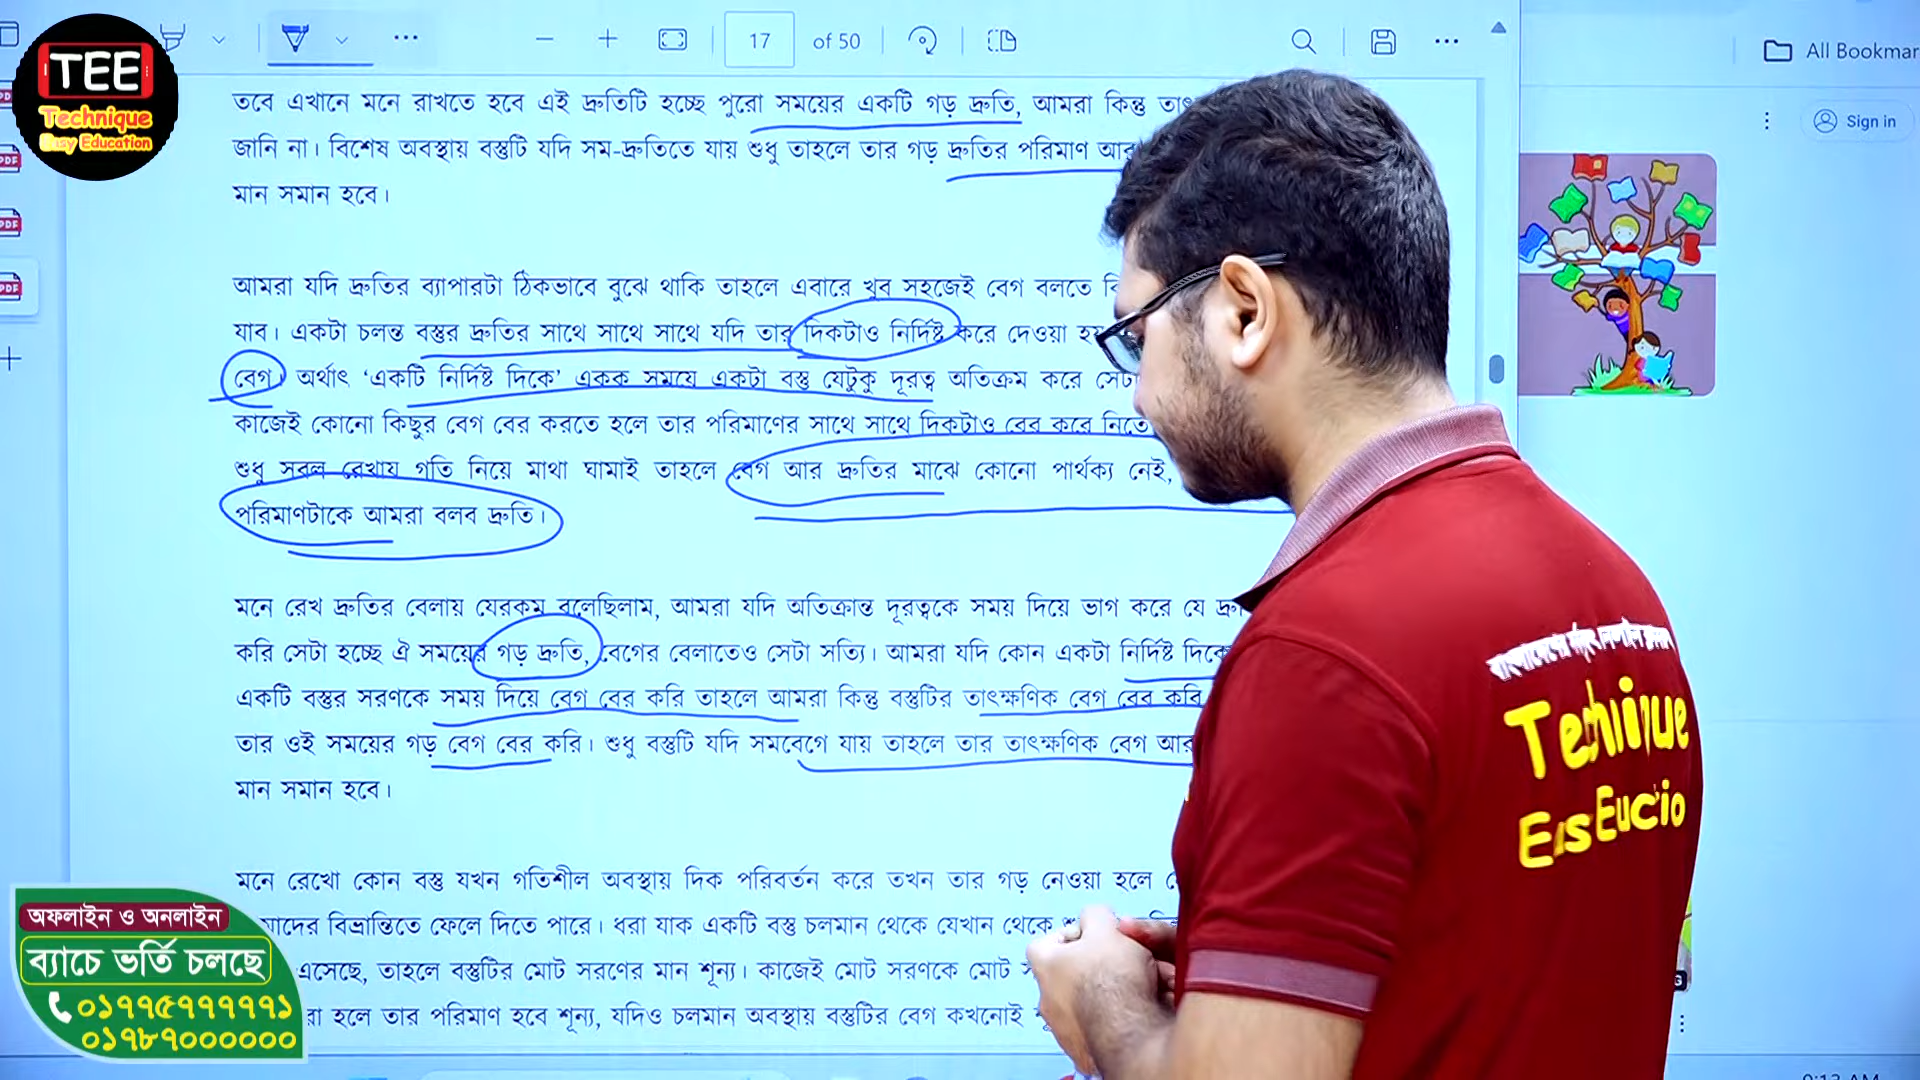 TEE
Technique
Easy Education
17 of 50
All Bookmar
Sign in
তবে এখানে মনে রাখতে হবে এই দ্রুতিটি হচ্ছে পুরো সময়ের একটি গড় দ্রুতি, আমরা কিন্তু
জানি না। বিশেষ অবস্থায় বস্তুটি যদি সম-দ্রুতিতে যায় শুধু তাহলে তার গড় দ্রুতির পরিমাণ আর
মান সমান হবে।
আমরা যদি দ্রুতির ব্যাপারটা ঠিকভাবে বুঝে থাকি তাহলে এবারে খুব সহজেই বেগ বলতে
যাব। একটা চলন্ত বস্তুর দ্রুতির সাথে সাথে সাথে যদি তার দিকটাও নির্দিষ্ট করে দেওয়া হয়
বেগ। অর্থাৎ ‘একটি নির্দিষ্ট দিকে’ একক সময়ে একটা বস্তু যেটুকু দূরত্ব অতিক্রম করে সেটা
কাজেই কোনো কিছুর বেগ বের করতে হলে তার পরিমাণের সাথে সাথে দিকটাও বের করে নিতে
শুধু সরল রেখায় গতি নিয়ে মাথা ঘামাই তাহলে বেগ আর দ্রুতির মাঝে কোনো পার্থক্য নেই,
পরিমাণটাকে আমরা বলব দ্রুতি।
মনে রেখ দ্রুতির বেলায় যেরকম বলেছিলাম, আমরা যদি অতিক্রান্ত দূরত্বকে সময় দিয়ে ভাগ করে যে
করি সেটা হচ্ছে ঐ সময়ের গড় দ্রুতি, বেগের বেলাতেও সেটা সত্যি। আমরা যদি কোন একটা নির্দিষ্ট দিকে
একটি বস্তুর সরণকে সময় দিয়ে বেগ বের করি তাহলে আমরা কিন্তু বস্তুটির তাৎক্ষণিক বেগ বের করি
তার ওই সময়ের গড় বেগ বের করি। শুধু বস্তুটি যদি সমবেগে যায় তাহলে তার তাৎক্ষণিক বেগ আর
মান সমান হবে।
মনে রেখো কোন বস্তু যখন গতিশীল অবস্থায় দিক পরিবর্তন করে তখন তার গড় নেওয়া হলে
বিভ্রান্তিতে ফেলে দিতে পারে। ধরা যাক একটি বস্তু চলমান থেকে যেখান থেকে
এসেছে, তাহলে বস্তুটির মোট সরণের মান শূন্য। কাজেই মোট সরণকে মোট
হলে তার পরিমাণ হবে শূন্য, যদিও চলমান অবস্থায় বস্তুটির বেগ কখনোই
অফলাইন ও অনলাইন
ব্যাচে ভর্তি চলছে
০১৭৭৫৭৭৭৭৭১
০১৭৮৭০০০০০০